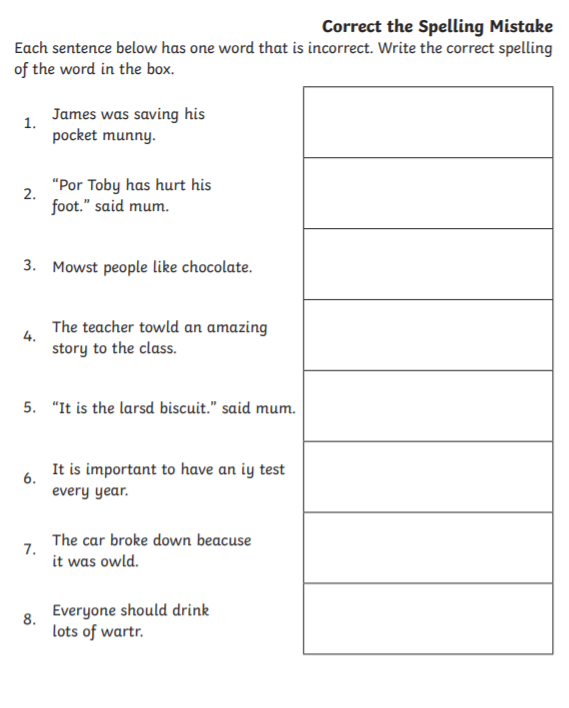 Correct the Spelling Mistake
Each sentence below has one word that is incorrect. Write the correct spelling
of the word in the box.
1. James was saving his
pocket munny.
2. “Por Toby has hurt his
foot.” said mum.
3. Mowst people like chocolate.
4. The teacher towld an amazing
story to the class.
5. “It is the larsd biscuit.” said mum.
6. It is important to have an iy test
every year.
7. The car broke down beacuse
it was owld.
8. Everyone should drink
lots of wartr.